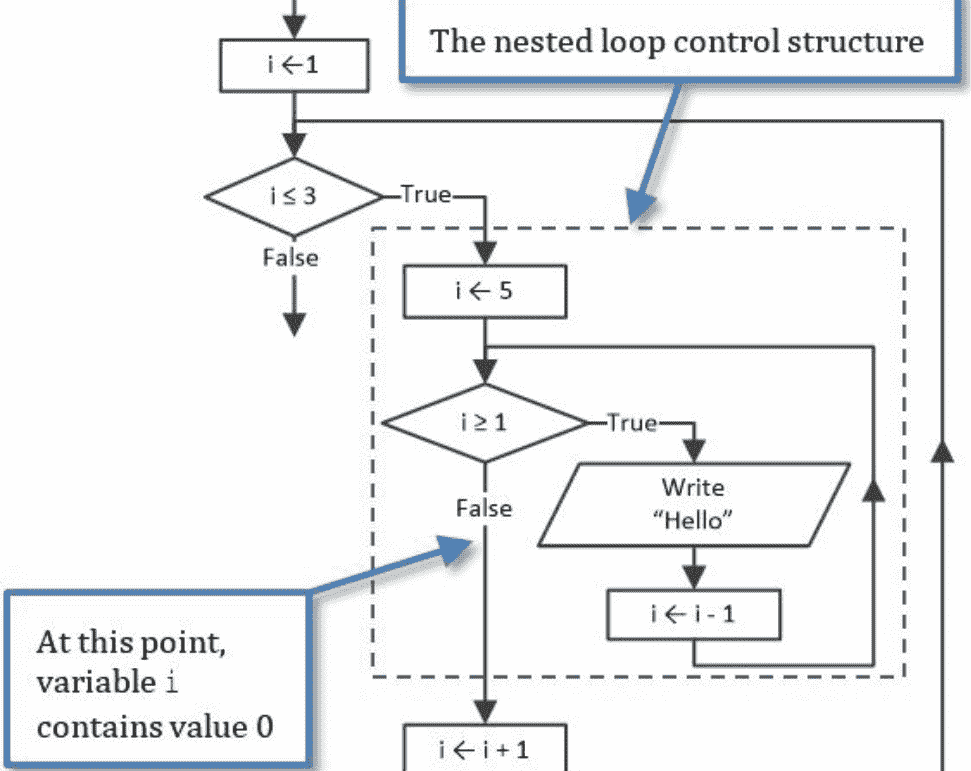 The nested loop control structure
i ←1
i ≤ 3
True
False
i ← 5
i ≥ 1
True
False
Write
“Hello”
i ← i - 1
At this point,
variable i
contains value 0
i ← i + 1